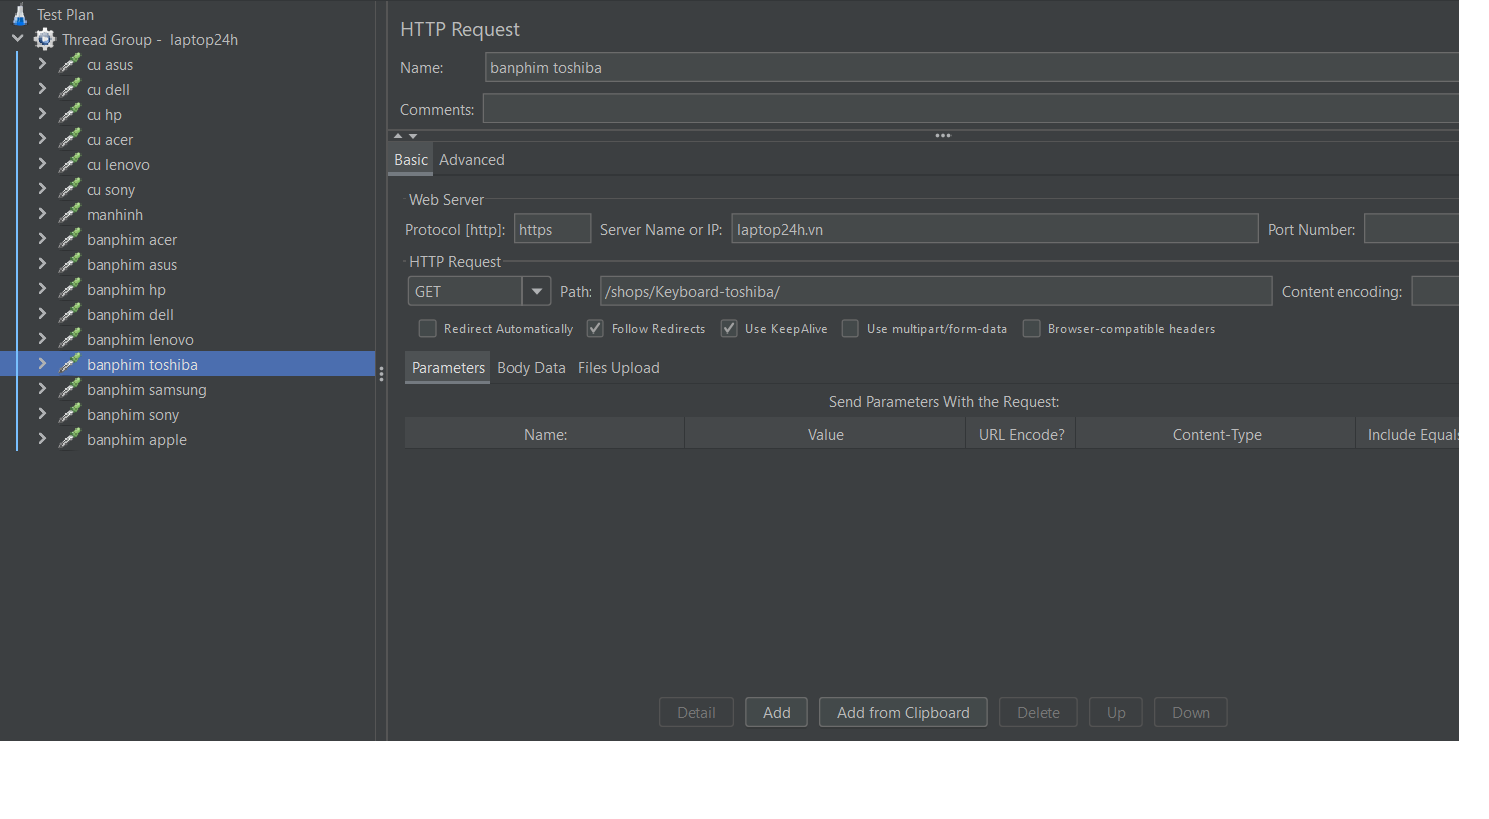 Test Plan
Thread Group - laptop24h
cu asus
cu dell
cu hp
cu acer
cu lenovo
cu sony
manhinh
banphim acer
banphim asus
banphim hp
banphim dell
banphim lenovo
banphim toshiba
banphim samsung
banphim sony
banphim apple
HTTP Request
Name: banphim toshiba
Comments:
Basic Advanced
Web Server
Protocol [http]: https Server Name or IP: laptop24h.vn Port Number:
HTTP Request
GET Path: /shops/Keyboard-toshiba/ Content encoding:
Redirect Automatically Follow Redirects Use KeepAlive Use multipart/form-data Browser-compatible headers
Parameters Body Data Files Upload
Send Parameters With the Request:
Name: Value URL Encode? Content-Type Include Equals
Detail Add Add from Clipboard Delete Up Down